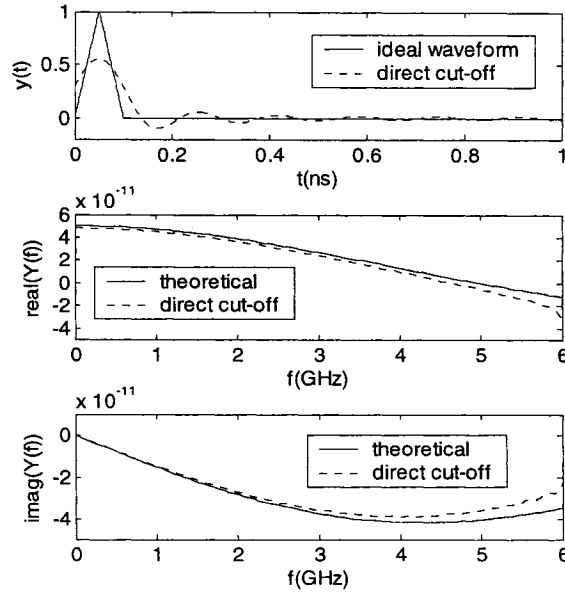 1
0.5
0
y(t)
ideal waveform
direct cut-off
0 0.2 0.4 0.6 0.8 1
t(ns)
x 10^-11
6
4
2
0
-2
-4
real(Y(f))
theoretical
direct cut-off
0 1 2 3 4 5 6
f(GHz)
x 10^-11
0
-2
-4
imag(Y(f))
theoretical
direct cut-off
0 1 2 3 4 5 6
f(GHz)